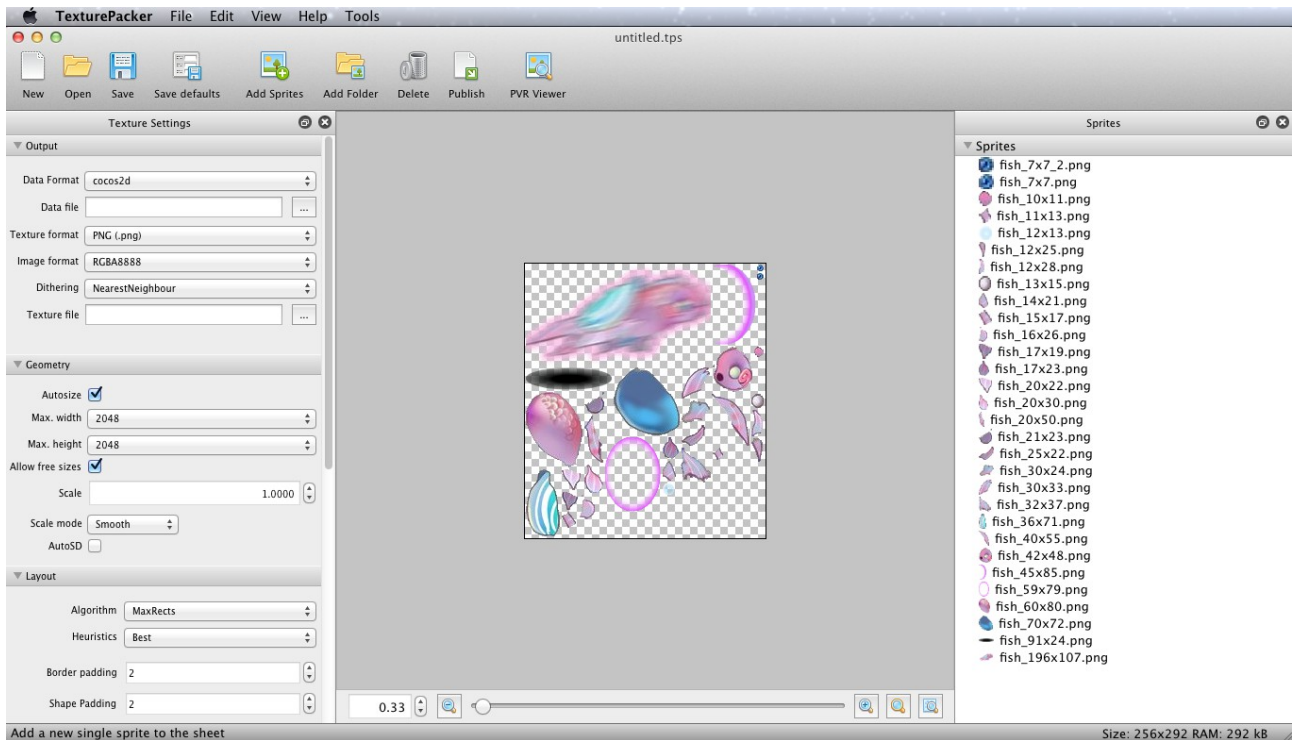 TexturePacker File Edit View Help Tools
untitled.tps
New Open Save Save defaults Add Sprites Add Folder Delete Publish PVR Viewer
Texture Settings
Output
Data Format cocos2d
Data file ...
Texture format PNG (.png)
Image format RGBA8888
Dithering NearestNeighbour
Texture file ...
Geometry
Autosize
Max. width 2048
Max. height 2048
Allow free sizes
Scale 1.0000
Scale mode Smooth
AutoSD
Layout
Algorithm MaxRects
Heuristics Best
Border padding 2
Shape Padding 2
0.33
Sprites
Sprites
fish_7x7_2.png
fish_7x7.png
fish_10x11.png
fish_11x13.png
fish_12x13.png
fish_12x25.png
fish_12x28.png
fish_13x15.png
fish_14x21.png
fish_15x17.png
fish_16x26.png
fish_17x19.png
fish_17x23.png
fish_20x22.png
fish_20x30.png
fish_20x50.png
fish_21x23.png
fish_25x22.png
fish_30x24.png
fish_30x33.png
fish_32x37.png
fish_36x71.png
fish_40x55.png
fish_42x48.png
fish_45x85.png
fish_59x79.png
fish_60x80.png
fish_70x72.png
fish_91x24.png
fish_196x107.png
Add a new single sprite to the sheet
Size: 256x292 RAM: 292 kB